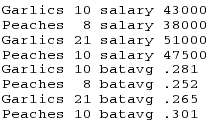 Garlics 10 salary 43000
Peaches  8 salary 38000
Garlics 21 salary 51000
Peaches 10 salary 47500
Garlics 10 batavg .281
Peaches  8 batavg .252
Garlics 21 batavg .265
Peaches 10 batavg .301